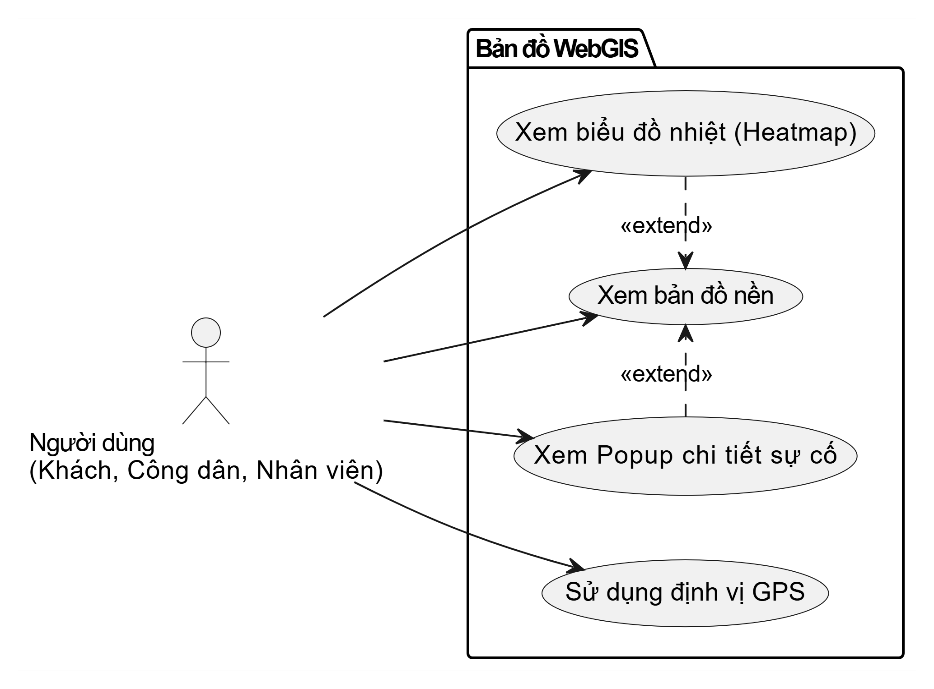 Bản đồ WebGIS
Xem biểu đồ nhiệt (Heatmap)
«extend»
Xem bản đồ nền
«extend»
Người dùng
(Khách, Công dân, Nhân viên)
Xem Popup chi tiết sự cố
Sử dụng định vị GPS